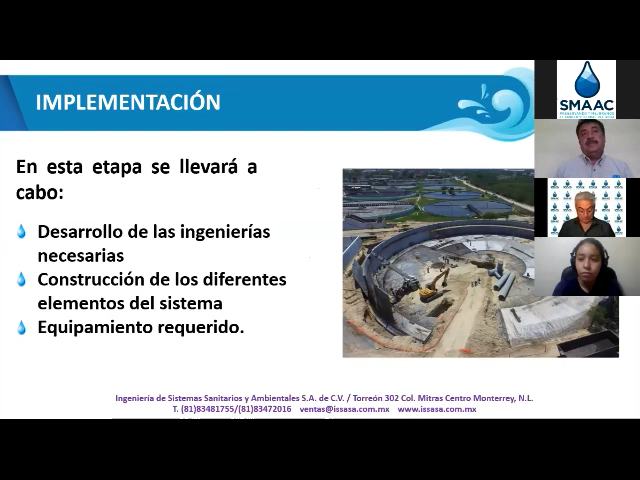 IMPLEMENTACIÓN
En esta etapa se llevará a
cabo:
Desarrollo de las ingenierías
necesarias
Construcción de los diferentes
elementos del sistema
Equipamiento requerido.
Ingeniería de Sistemas Sanitarios y Ambientales S.A. de C.V. / Torreón 302 Col. Mitras Centro Monterrey, N.L.
T. (81)83481755/(81)83472016 ventas@issasa.com.mx www.issasa.com.mx
SMAAC